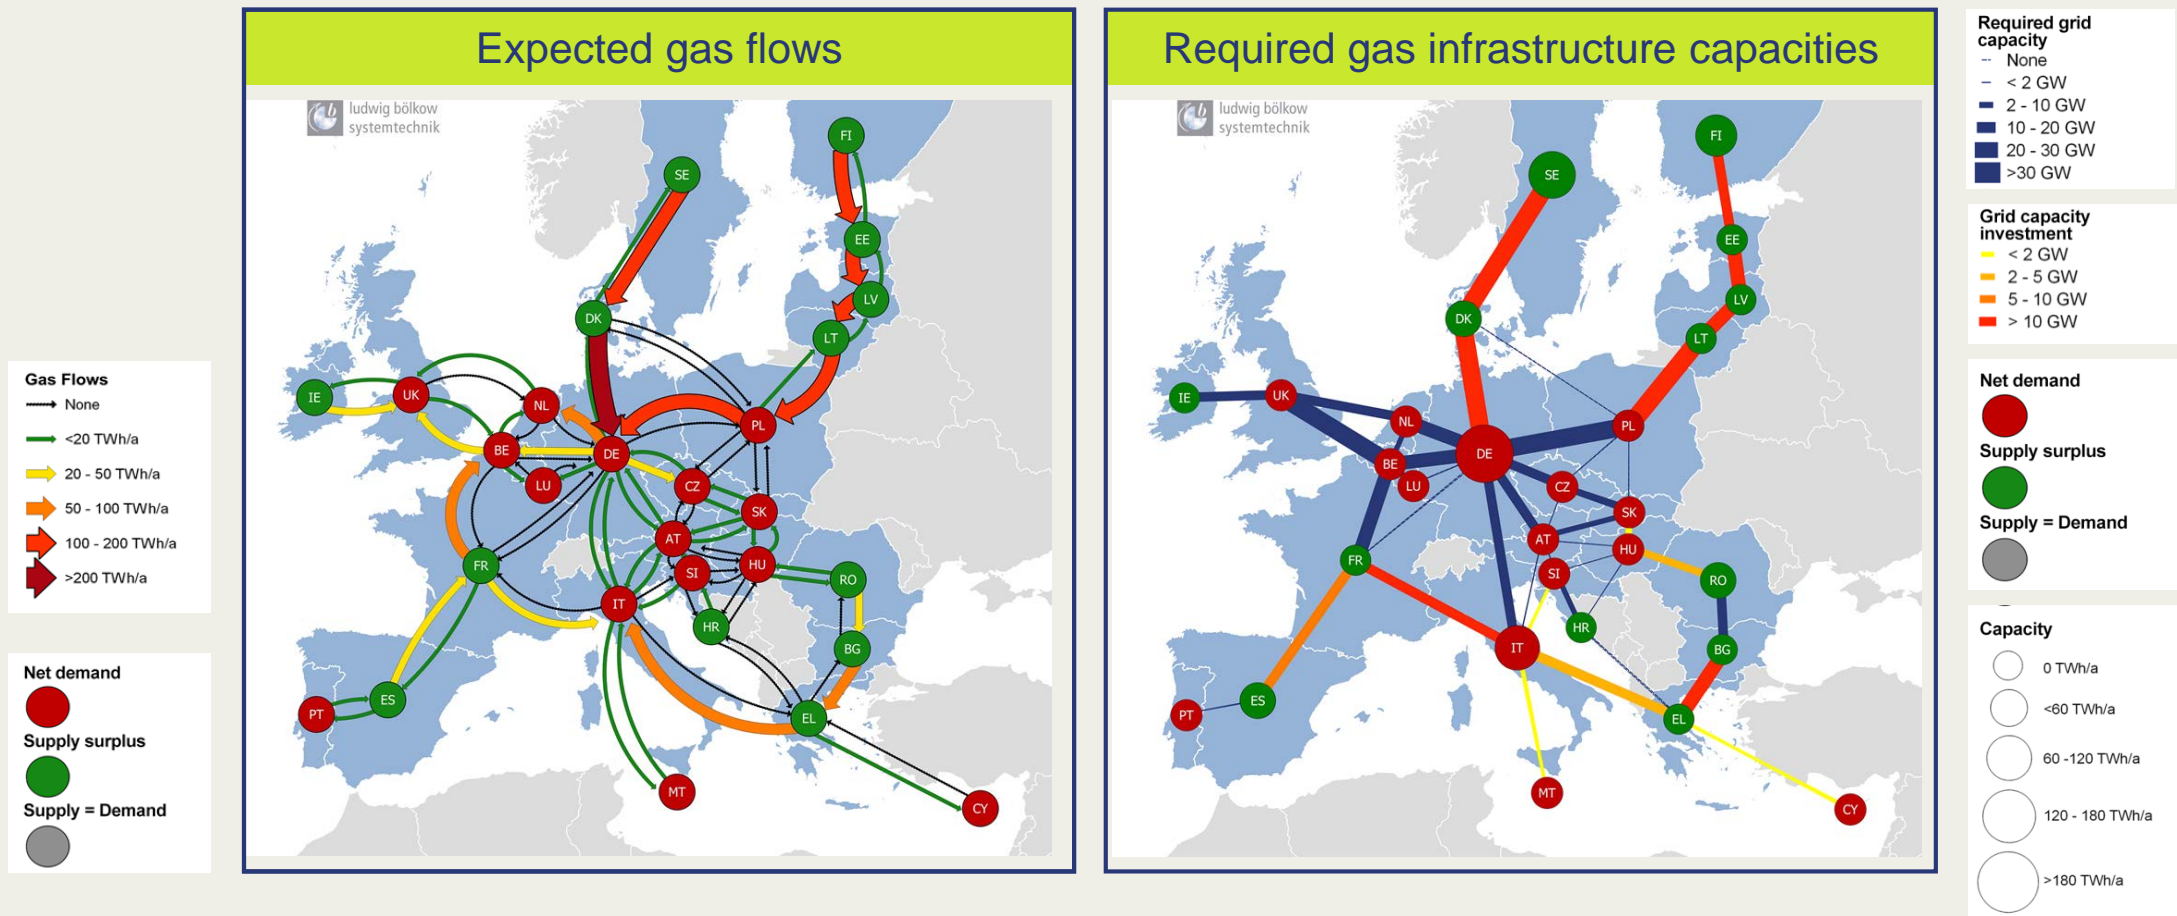 Expected gas flows
ludwig bölkow
systemtechnik
FI
SE
EE
LV
DK
LT
IE
UK
NL
PL
BE
DE
LU
CZ
SK
AT
FR
SI
HU
RO
IT
HR
BG
ES
PT
EL
MT
CY
Gas Flows
None
<20 TWh/a
20 - 50 TWh/a
50 - 100 TWh/a
100 - 200 TWh/a
>200 TWh/a
Net demand
Supply surplus
Supply = Demand
Required gas infrastructure capacities
ludwig bölkow
systemtechnik
FI
SE
EE
LV
DK
LT
IE
UK
NL
PL
BE
DE
LU
CZ
SK
AT
HU
FR
SI
RO
HR
IT
BG
ES
PT
EL
MT
CY
Required grid
capacity
None
< 2 GW
2 - 10 GW
10 - 20 GW
20 - 30 GW
>30 GW
Grid capacity
investment
< 2 GW
2 - 5 GW
5 - 10 GW
> 10 GW
Net demand
Supply surplus
Supply = Demand
Capacity
0 TWh/a
<60 TWh/a
60 -120 TWh/a
120 - 180 TWh/a
>180 TWh/a